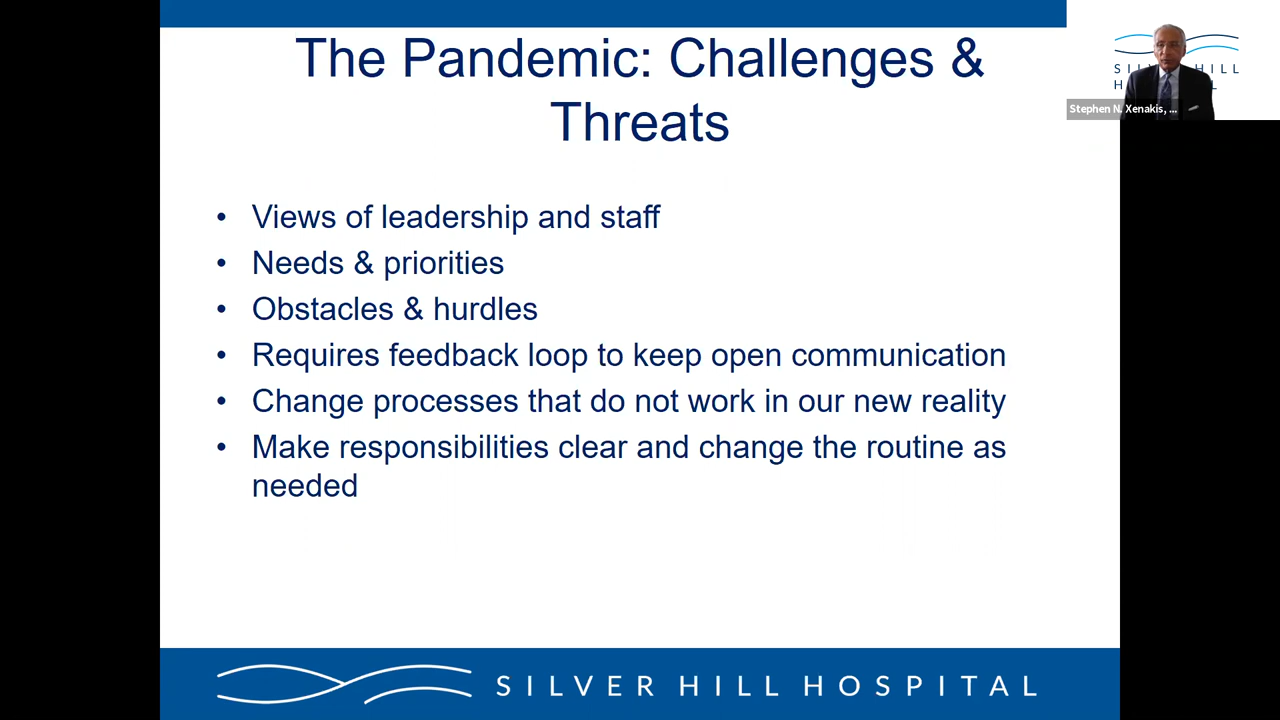 The Pandemic: Challenges &
Threats
• Views of leadership and staff
• Needs & priorities
• Obstacles & hurdles
• Requires feedback loop to keep open communication
• Change processes that do not work in our new reality
• Make responsibilities clear and change the routine as
needed
SILVER HILL HOSPITAL
Stephen N. Xenakis, ...